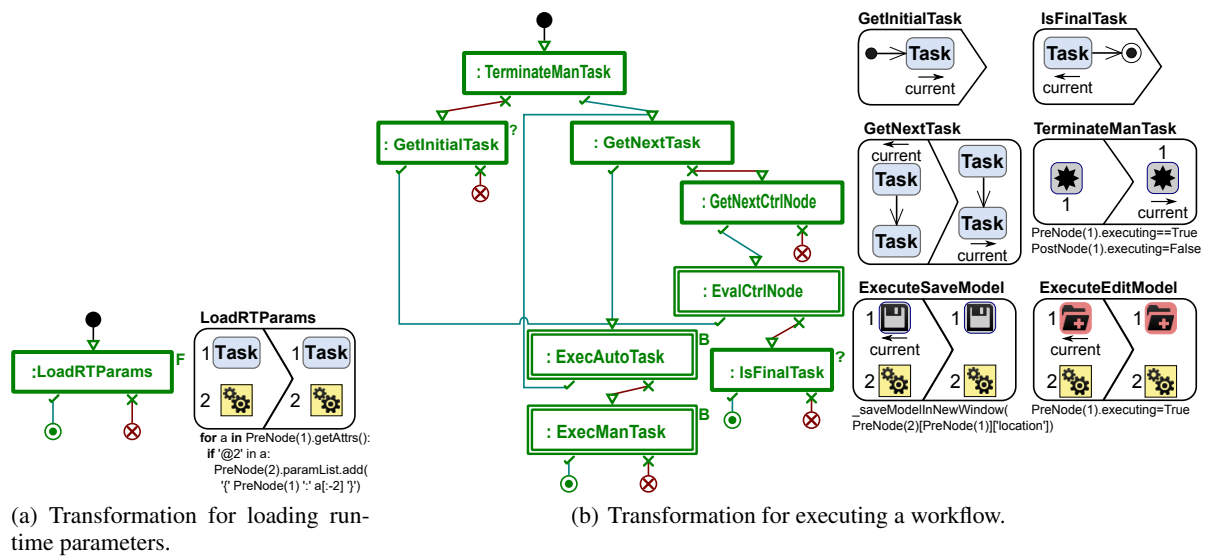 GetInitialTask
IsFinalTask
Task
current
Task
current
: TerminateManTask
: GetInitialTask
?
: GetNextTask
: GetNextCtrlNode
: EvalCtrlNode
: ExecAutoTask
B
: IsFinalTask
?
: ExecManTask
B
GetNextTask
current
Task
Task
Task
Task
current
TerminateManTask
1
1
current
PreNode(1).executing==True
PostNode(1).executing=False
ExecuteSaveModel
1
current
2
1
2
_saveModelInNewWindow(
PreNode(2)[PreNode(1)]['location'])
ExecuteEditModel
1
current
2
1
2
PreNode(1).executing=True
:LoadRTParams
F
LoadRTParams
1 Task
2
1 Task
2
for a in PreNode(1).getAttrs():
if '@2' in a:
PreNode(2).paramList.add(
'{' PreNode(1) ':' a[:-2] '}')
(a) Transformation for loading run-
time parameters.
(b) Transformation for executing a workflow.